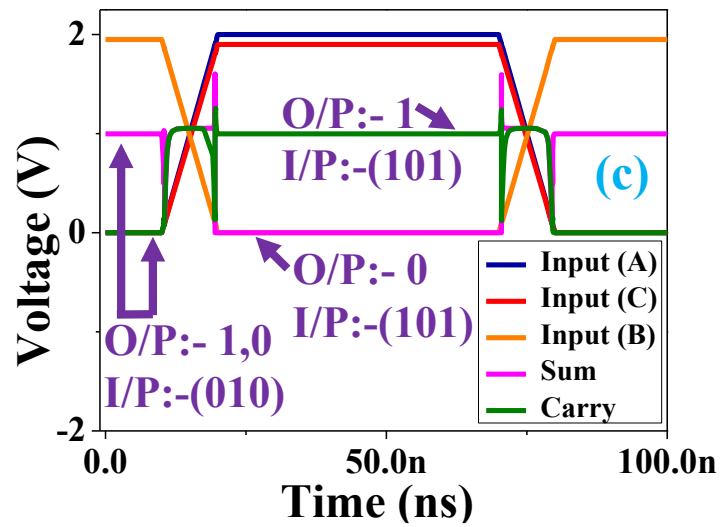 2
0
-2
Voltage (V)
O/P:- 1
I/P:-(101)
(c)
O/P:- 0
I/P:-(101)
O/P:- 1,0
I/P:-(010)
Input (A)
Input (C)
Input (B)
Sum
Carry
0.0
50.0n
100.0n
Time (ns)